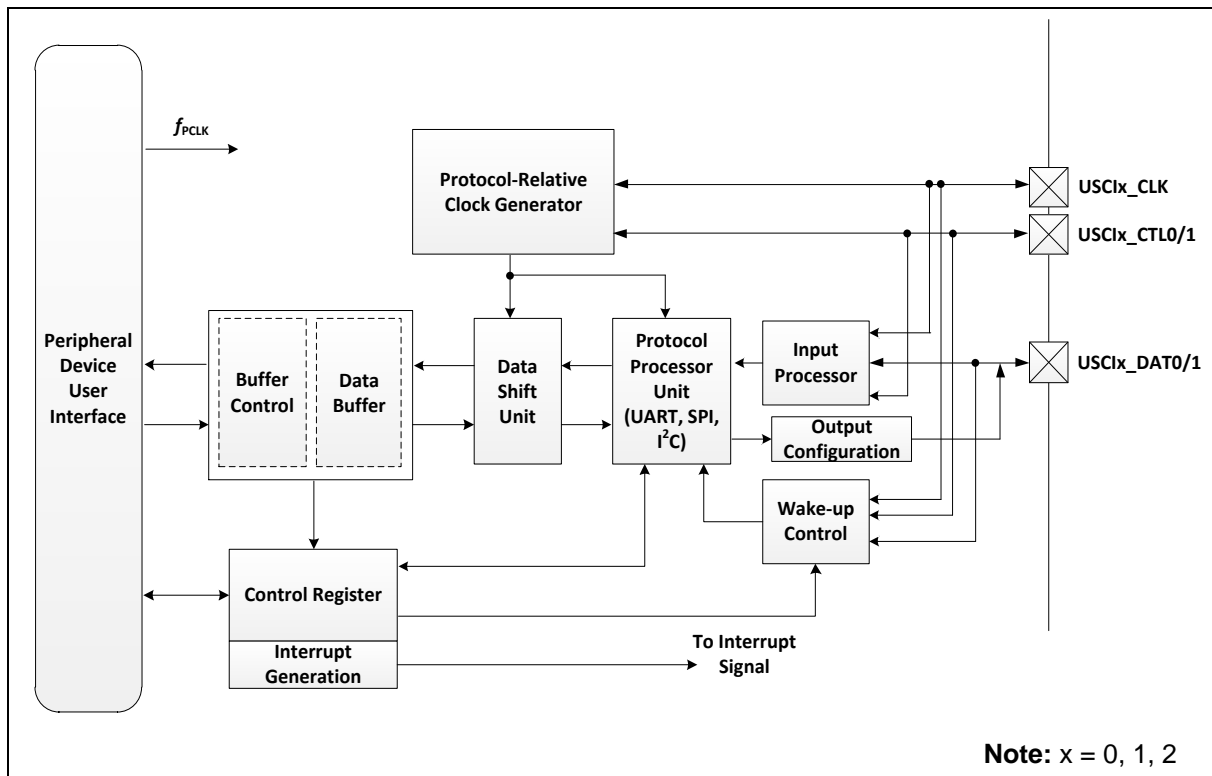 f PCLK
Protocol-Relative
Clock Generator
USCIx_CLK
USCIx_CTL0/1
Peripheral
Device
User
Interface
Buffer
Control
Data
Buffer
Data
Shift
Unit
Protocol
Processor
Unit
(UART, SPI,
I²C)
Input
Processor
USCIx_DAT0/1
Output
Configuration
Wake-up
Control
Control Register
Interrupt
Generation
To Interrupt
Signal
Note: x = 0, 1, 2